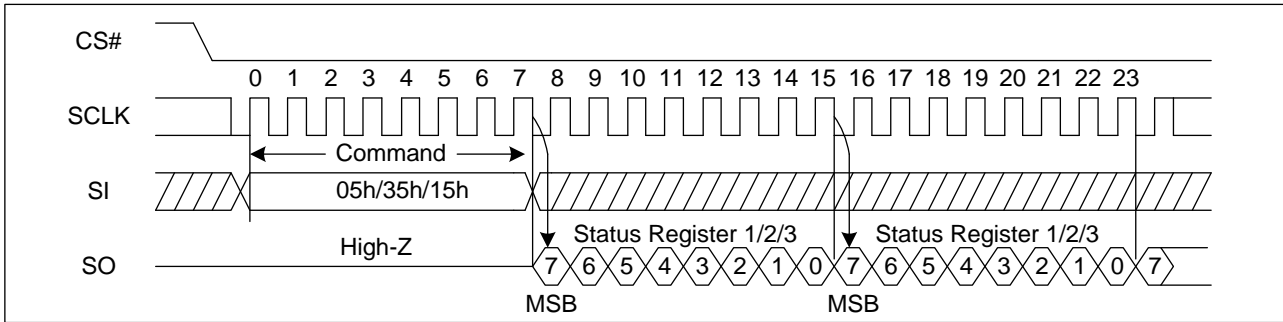 CS#
0 1 2 3 4 5 6 7 8 9 10 11 12 13 14 15 16 17 18 19 20 21 22 23
SCLK
Command
SI
05h/35h/15h
High-Z
Status Register 1/2/3 Status Register 1/2/3
SO
7 6 5 4 3 2 1 0 7 6 5 4 3 2 1 0 7
MSB MSB